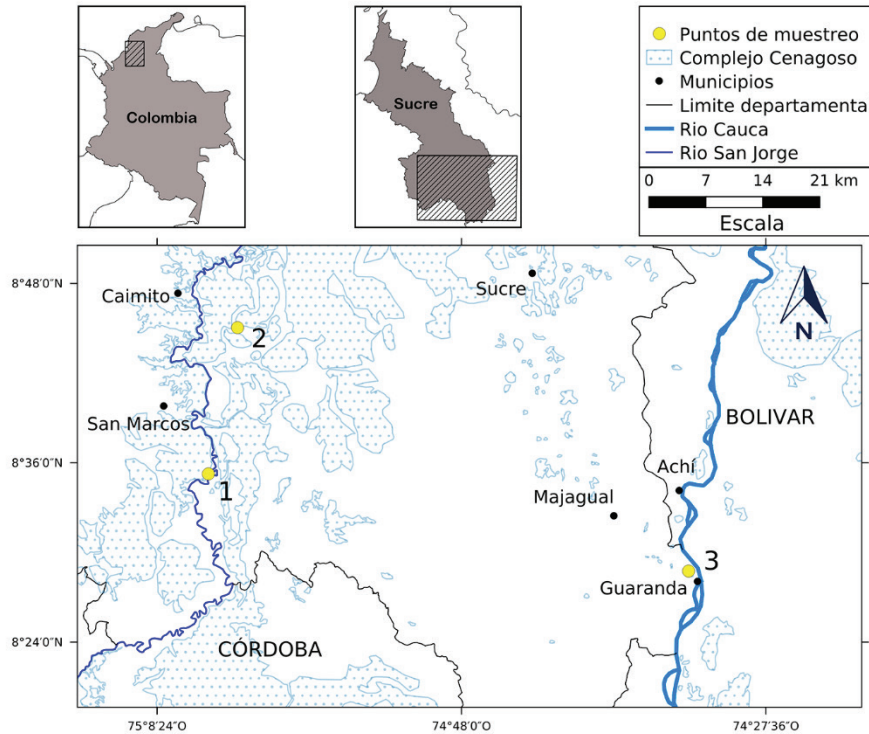 Colombia
Sucre
Puntos de muestreo
Complejo Cenagoso
Municipios
Limite departamenta
Rio Cauca
Rio San Jorge
0 7 14 21 km
Escala
8°48'0"N
8°36'0"N
8°24'0"N
Caimito
2
Sucre
N
San Marcos
BOLIVAR
1
Achí
Majagual
3
Guaranda
CÓRDOBA
75°8'24"O
74°48'0"O
74°27'36"O